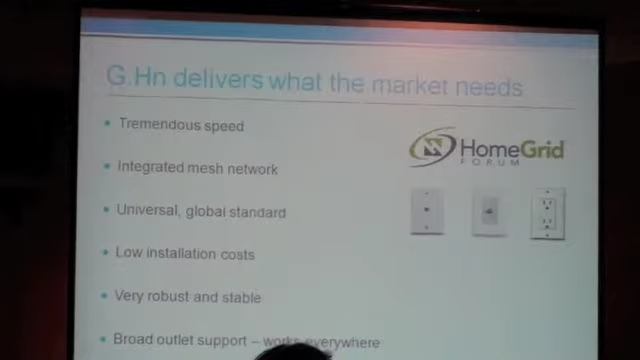 G.Hn delivers what the market needs
Tremendous speed
Integrated mesh network
Universal, global standard
Low installation costs
Very robust and stable
Broad outlet support – works everywhere
HomeGrid
FORUM